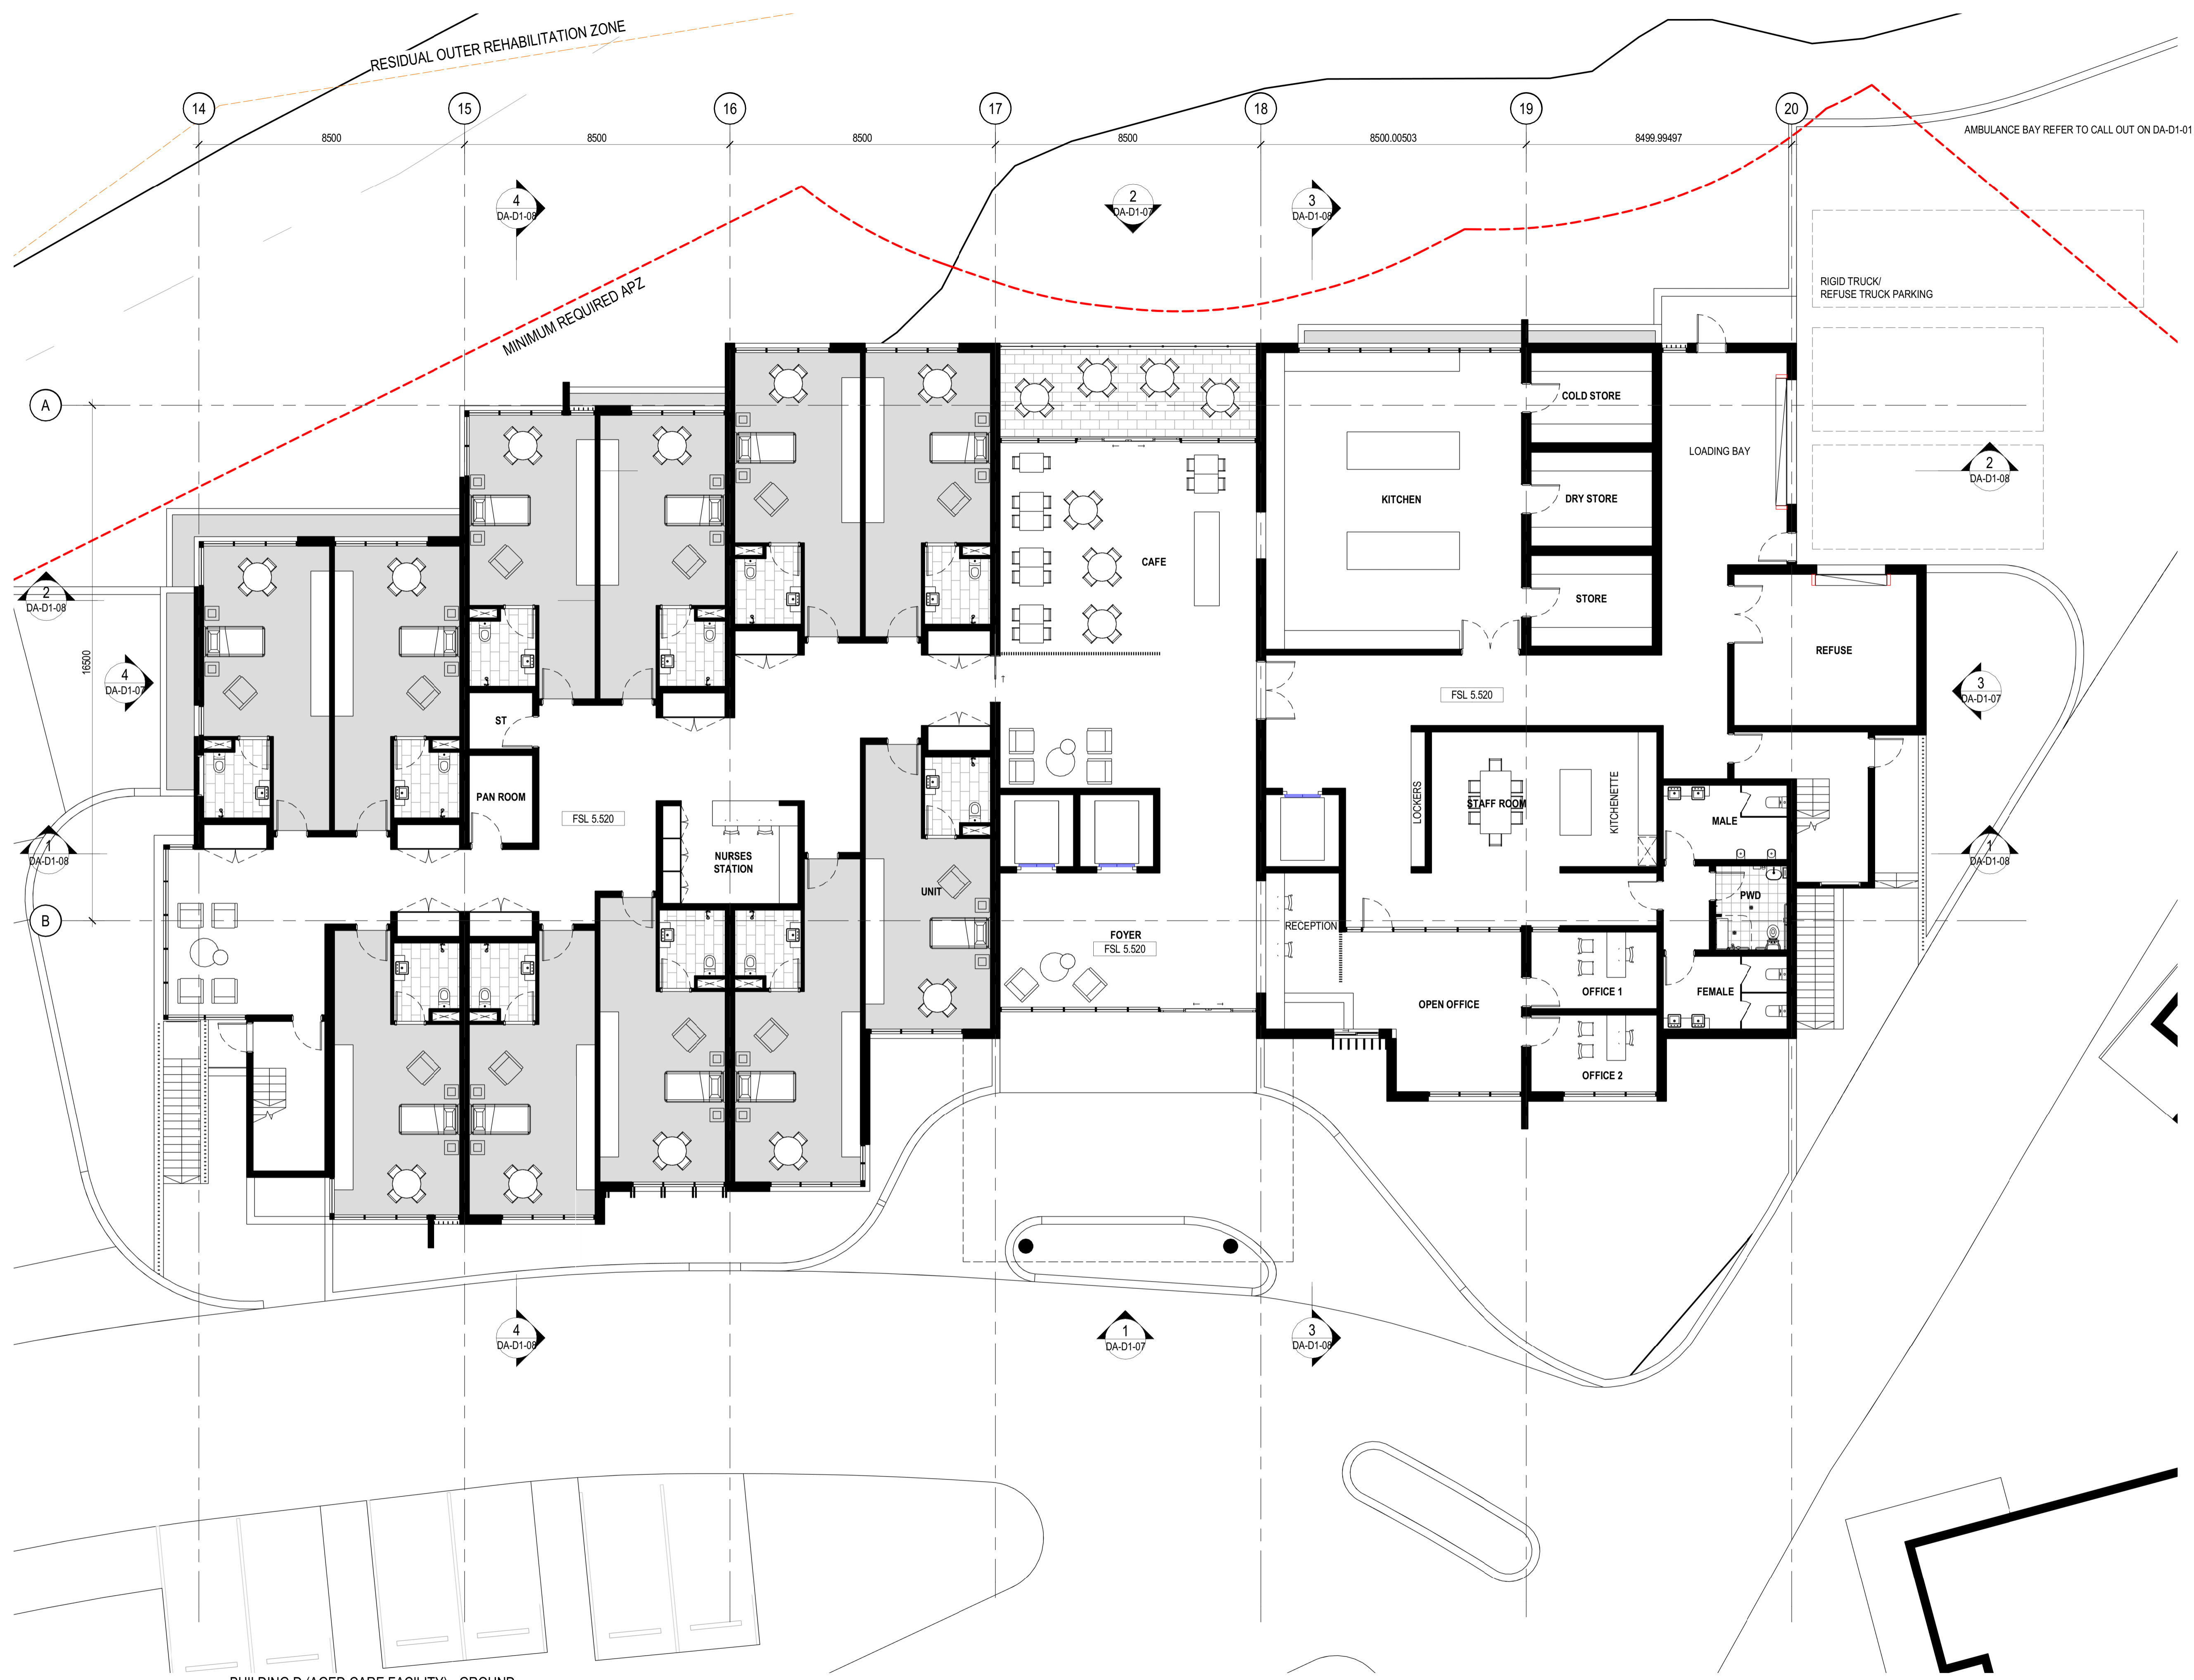 RESIDUAL OUTER REHABILITATION ZONE
14
15
16
17
18
19
20
8500
8500
8500
8500
8500.00503
8499.99497
AMBULANCE BAY REFER TO CALL OUT ON DA-D1-01
4
DA-D1-08
2
DA-D1-07
3
DA-D1-08
RIGID TRUCK/
REFUSE TRUCK PARKING
MINIMUM REQUIRED APZ
A
COLD STORE
LOADING BAY
2
DA-D1-08
KITCHEN
DRY STORE
CAFE
STORE
2
DA-D1-08
16500
4
DA-D1-07
REFUSE
3
DA-D1-07
FSL 5.520
ST
PAN ROOM
FSL 5.520
LOCKERS
STAFF ROOM
KITCHENETTE
MALE
1
DA-D1-08
NURSES
STATION
1
DA-D1-08
UNIT
PWD
B
RECEPTION
FOYER
FSL 5.520
OFFICE 1
FEMALE
OPEN OFFICE
OFFICE 2
4
DA-D1-08
1
DA-D1-07
3
DA-D1-08
BUILDING D (AGED CARE FACILITY) - GROUND